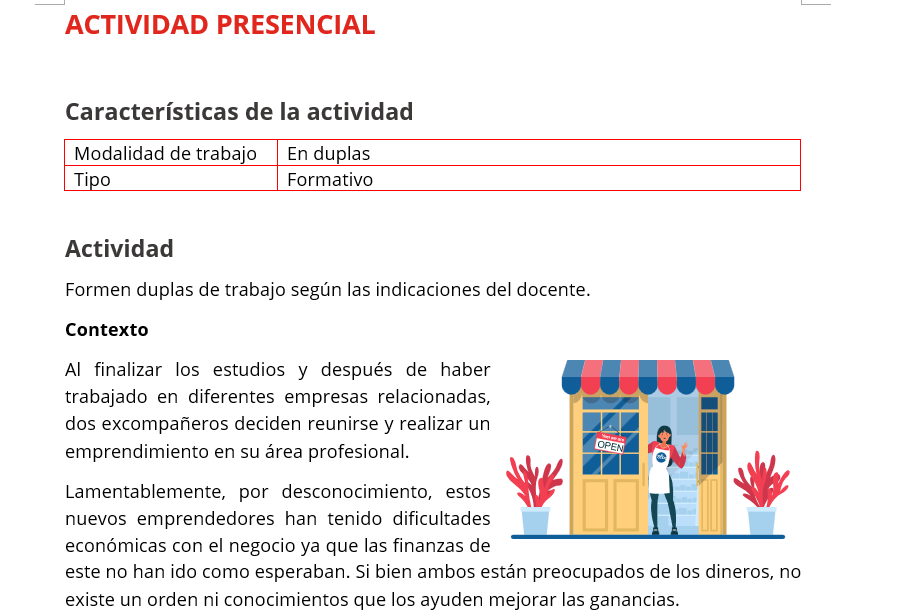 ACTIVIDAD PRESENCIAL
Características de la actividad
Modalidad de trabajo En duplas
Tipo Formativo
Actividad
Formen duplas de trabajo según las indicaciones del docente.
Contexto
Al finalizar los estudios y después de haber
trabajado en diferentes empresas relacionadas,
dos excompañeros deciden reunirse y realizar un
emprendimiento en su área profesional.
OPEN
Lamentablemente, por desconocimiento, estos
nuevos emprendedores han tenido dificultades
económicas con el negocio ya que las finanzas de
este no han ido como esperaban. Si bien ambos están preocupados de los dineros, no
existe un orden ni conocimientos que los ayuden mejorar las ganancias.